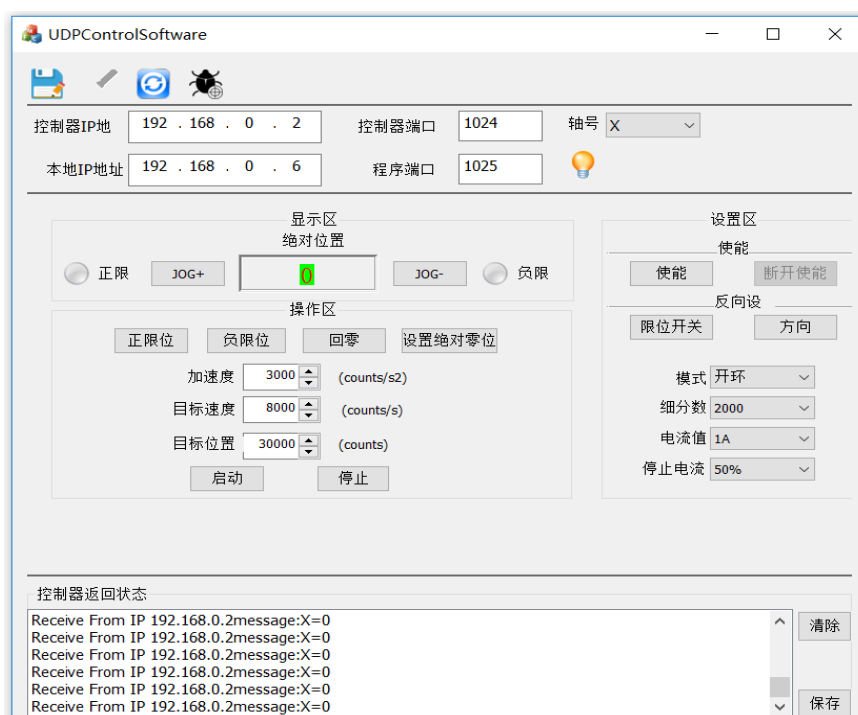 UDPControlSoftware
控制器IP地 192 . 168 . 0 . 2 控制器端口 1024 轴号 X
本地IP地址 192 . 168 . 0 . 6 程序端口 1025
显示区 设置区
绝对位置 使能
正限 JOG+ 0 JOG- 负限 使能 断开使能
操作区 反向设
正限位 负限位 回零 设置绝对零位 限位开关 方向
加速度 3000 (counts/s2) 模式 开环
目标速度 8000 (counts/s) 细分数 2000
目标位置 30000 (counts) 电流值 1A
启动 停止 停止电流 50%
控制器返回状态
Receive From IP 192.168.0.2message:X=0 清除
Receive From IP 192.168.0.2message:X=0
Receive From IP 192.168.0.2message:X=0
Receive From IP 192.168.0.2message:X=0
Receive From IP 192.168.0.2message:X=0
Receive From IP 192.168.0.2message:X=0 保存